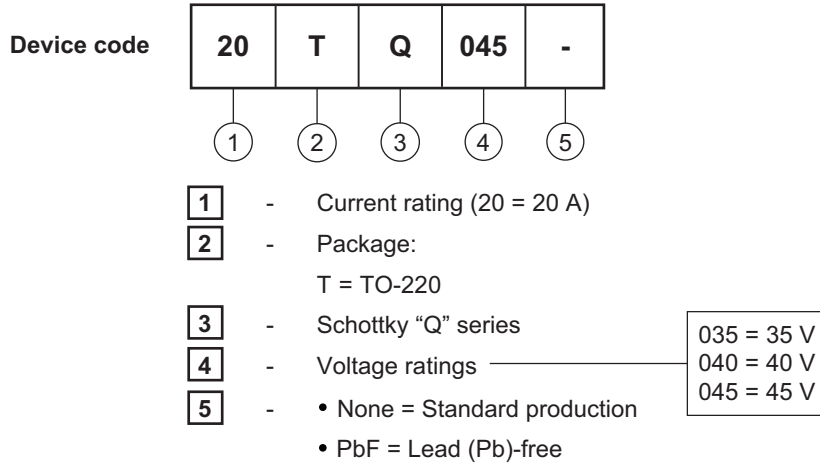 Device code 20 T Q 045 -
1 2 3 4 5
1 - Current rating (20 = 20 A)
2 - Package:
T = TO-220
3 - Schottky “Q” series
4 - Voltage ratings
035 = 35 V
040 = 40 V
045 = 45 V
5 - • None = Standard production
• PbF = Lead (Pb)-free